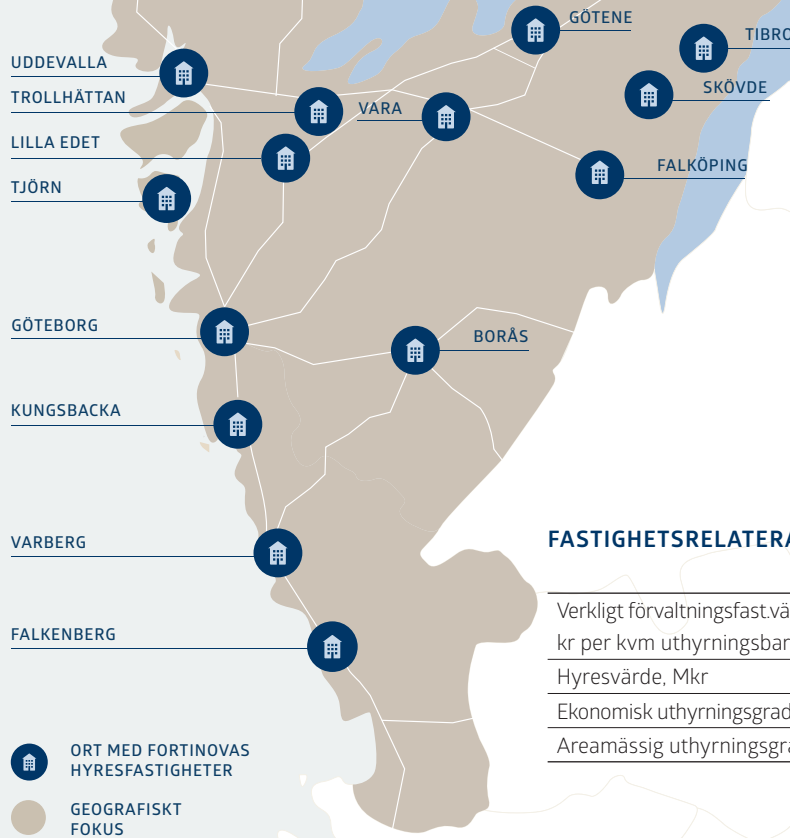 GÖTENE
TIBRO
UDDEVALLA
SKÖVDE
TROLLHÄTTAN
VARA
LILLA EDET
FALKÖPING
TJÖRN
GÖTEBORG
BORÅS
KUNGSBACKA
VARBERG
FALKENBERG
FASTIGHETSRELATERA
Verkligt förvaltningsfast.vä
kr per kvm uthyrningsbar
Hyresvärde, Mkr
Ekonomisk uthyrningsgrad
Areamässig uthyrningsgra
ORT MED FORTINOVAS
HYRESFASTIGHETER
GEOGRAFISKT
FOKUS